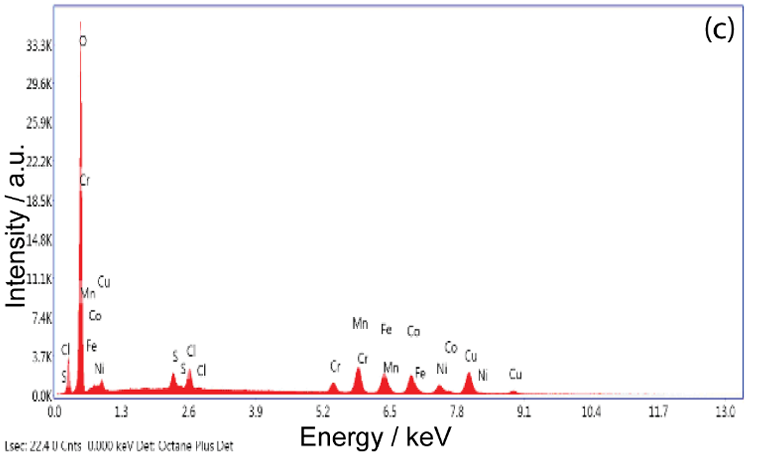 (c)
O
33.3K
29.6K
25.9K
22.2K
Cr
18.5K
14.8K
Cu
11.1K
Mn
Co
7.4K
Mn
Fe
Co
Cl
Fe
S
Cl
Co
3.7K
Cr
Cr
Cu
S
Ni
S
Cl
Mn
Fe
Ni
Ni
Cu
0.0K
0.0 1.3 2.6 3.9 5.2 6.5 7.8 9.1 10.4 11.7 13.0
Intensity / a.u.
Energy / keV
Lsec: 22.4 0 Cnts 0.000 keV Det: Octane Plus Det